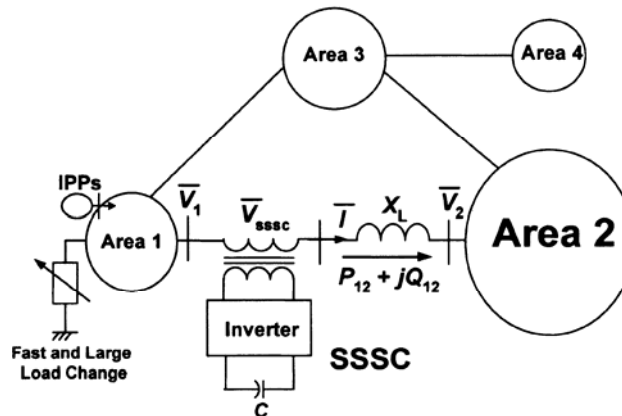 Area 3
Area 4
IPPs
V̅1
V̅sssc
I̅
XL
V̅2
Area 1
Area 2
P12 + jQ12
Inverter
SSSC
Fast and Large
Load Change
C